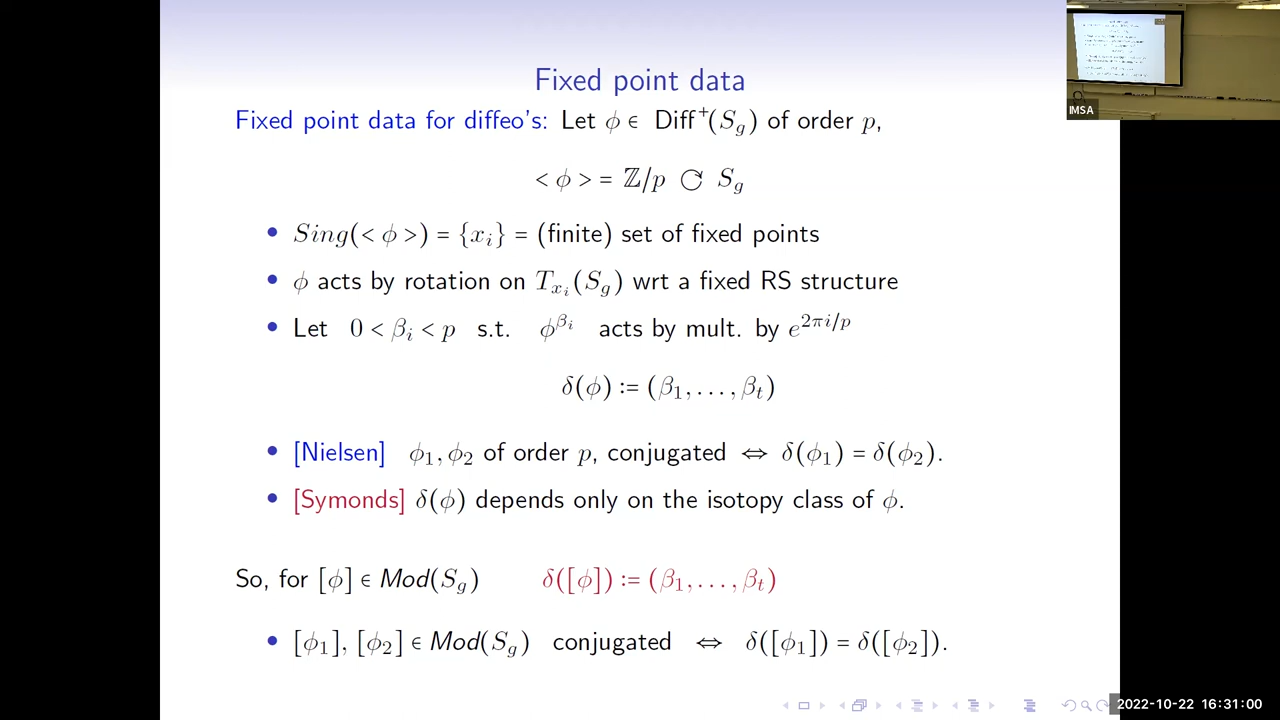 Fixed point data
Fixed point data for diffeo's: Let ϕ ∈ Diff⁺(S_g) of order p,
< ϕ > = ℤ/p ⟳ S_g
• Sing(< ϕ >) = {x_i} = (finite) set of fixed points
• ϕ acts by rotation on T_{x_i}(S_g) wrt a fixed RS structure
• Let 0 < β_i < p s.t. ϕ^{β_i} acts by mult. by e^{2πi/p}
δ(ϕ) := (β_1, . . . , β_t)
• [Nielsen] ϕ_1, ϕ_2 of order p, conjugated ⇔ δ(ϕ_1) = δ(ϕ_2).
• [Symonds] δ(ϕ) depends only on the isotopy class of ϕ.
So, for [ϕ] ∈ Mod(S_g) δ([ϕ]) := (β_1, . . . , β_t)
• [ϕ_1], [ϕ_2] ∈ Mod(S_g) conjugated ⇔ δ([ϕ_1]) = δ([ϕ_2]).
IMSA
2022-10-22 16:31:00